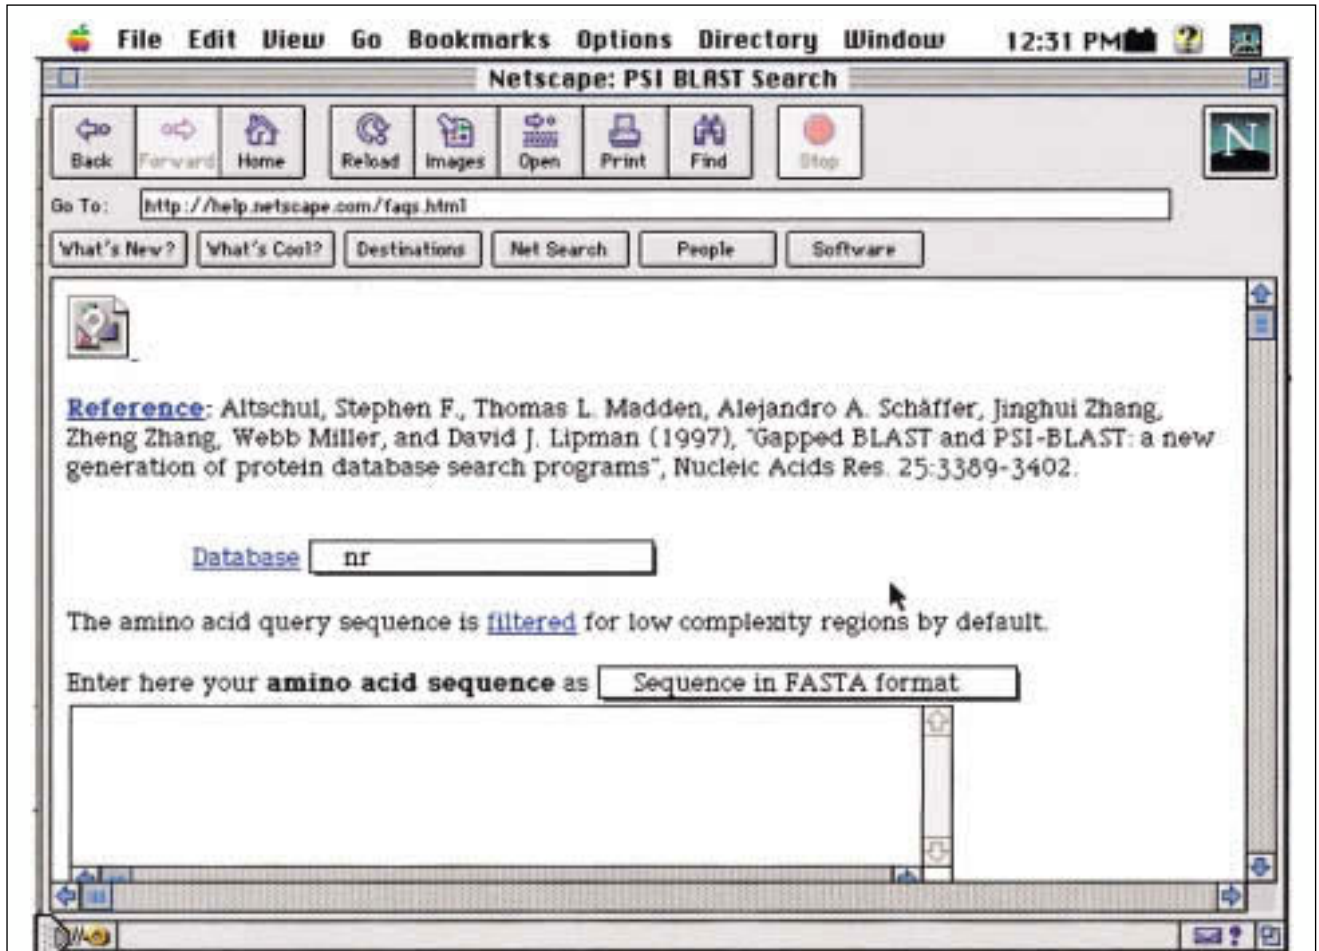 File Edit View Go Bookmarks Options Directory Window 12:31 PM
Netscape: PSI BLAST Search
Back Forward Home Reload Images Open Print Find Stop
N
Go To: http://help.netscape.com/faqs.html
What's New? What's Cool? Destinations Net Search People Software
Reference: Altschul, Stephen F., Thomas L. Madden, Alejandro A. Schäffer, Jinghui Zhang,
Zheng Zhang, Webb Miller, and David J. Lipman (1997), "Gapped BLAST and PSI-BLAST: a new
generation of protein database search programs", Nucleic Acids Res. 25:3389-3402.
Database nr
The amino acid query sequence is filtered for low complexity regions by default.
Enter here your amino acid sequence as Sequence in FASTA format